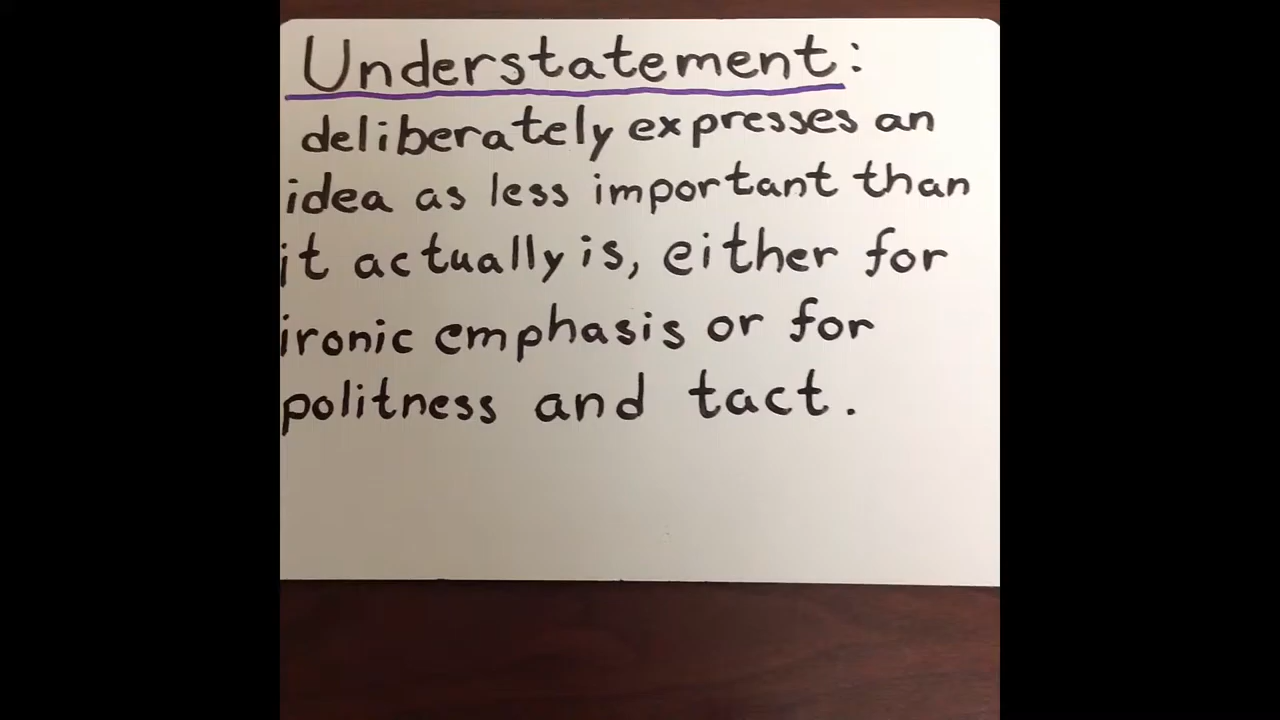 Understatement:
deliberately expresses an
idea as less important than
it actually is, either for
ironic emphasis or for
politness and tact.